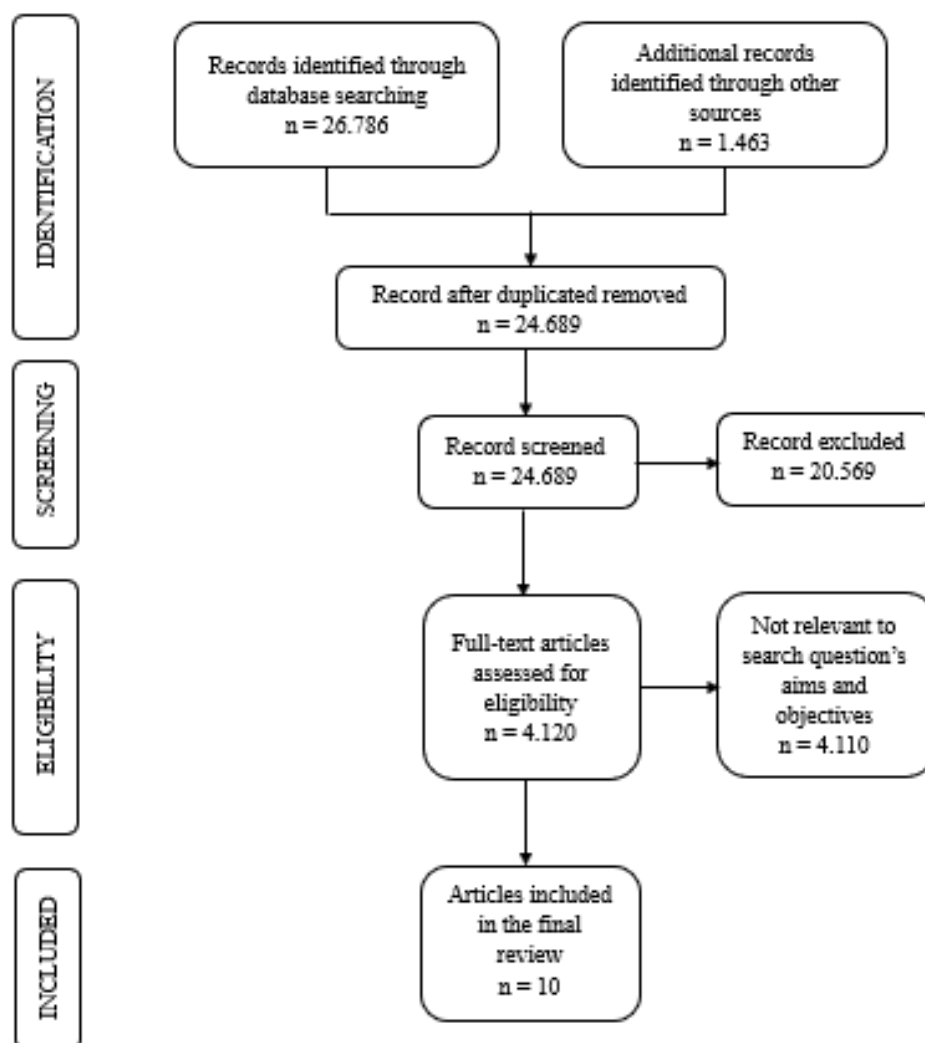 IDENTIFICATION
Records identified through
database searching
n = 26.786
Additional records
identified through other
sources
n = 1.463
Record after duplicated removed
n = 24.689
SCREENING
Record screened
n = 24.689
Record excluded
n = 20.569
ELIGIBILITY
Full-text articles
assessed for
eligibility
n = 4.120
Not relevant to
search question's
aims and
objectives
n = 4.110
INCLUDED
Articles included
in the final
review
n = 10